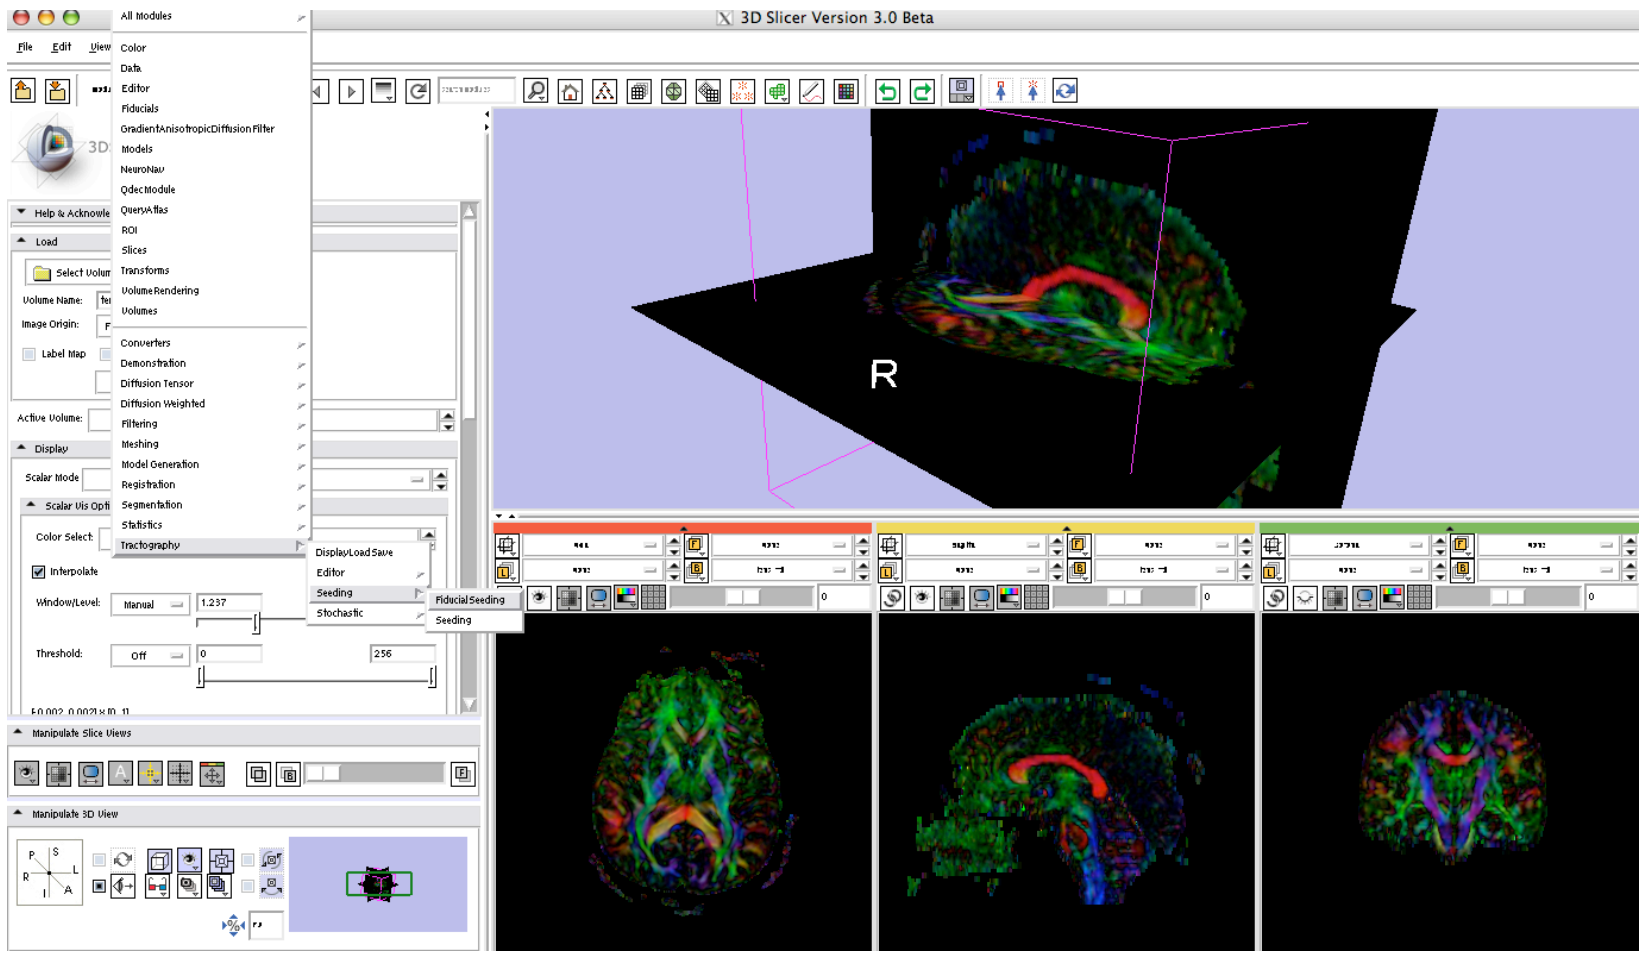 3D Slicer Version 3.0 Beta
File Edit View
All Modules
Color
Data
Editor
Fiducials
GradientAnisotropicDiffusion Filter
Models
NeuroNav
QdecModule
QueryAtlas
ROI
Slices
Transforms
VolumeRendering
Volumes
Converters
Demonstration
Diffusion Tensor
Diffusion Weighted
Filtering
Meshing
Model Generation
Registration
Segmentation
Statistics
Tractography
DisplayLoadSave
Editor
Seeding
Stochastic
FiducialSeeding
Seeding
3DS
Help & Acknowle
Load
Select Volum
Volume Name:
Image Origin: F
Label Map
Active Volume:
Display
Scalar Mode
Scalar Vis Opti
Color Select:
Interpolate
Window/Level: Manual 1.237
Threshold: Off 0 256
Manipulate Slice Views
Manipulate 3D View
P S
R L
I A
R
F F F
L B L B L B
0 0 0
A B F
%